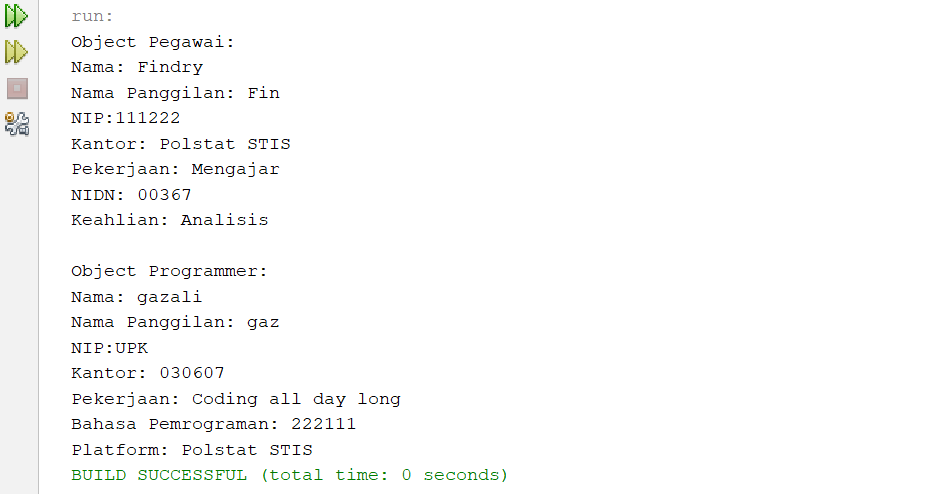 run:
Object Pegawai:
Nama: Findry
Nama Panggilan: Fin
NIP:111222
Kantor: Polstat STIS
Pekerjaan: Mengajar
NIDN: 00367
Keahlian: Analisis

Object Programmer:
Nama: gazali
Nama Panggilan: gaz
NIP:UPK
Kantor: 030607
Pekerjaan: Coding all day long
Bahasa Pemrograman: 222111
Platform: Polstat STIS
BUILD SUCCESSFUL (total time: 0 seconds)